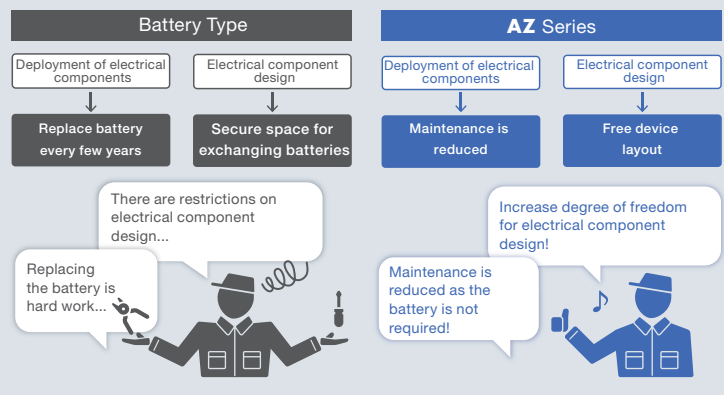 Battery Type
Deployment of electrical
components
Electrical component
design
Replace battery
every few years
Secure space for
exchanging batteries
There are restrictions on
electrical component
design...
Replacing
the battery is
hard work...
AZ Series
Deployment of electrical
components
Electrical component
design
Maintenance is
reduced
Free device
layout
Increase degree of freedom
for electrical component
design!
Maintenance is
reduced as the
battery is not
required!